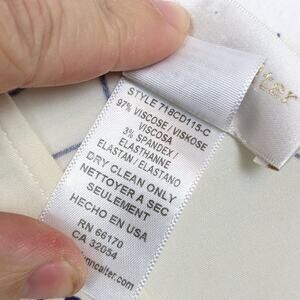 STYLE 718CD115-C
97% VISCOSE / VISKOSE
VISCOSA
3% SPANDEX /
ELASTHANNE
ELASTAN / ELASTANO
DRY CLEAN ONLY
NETTOYER A SEC
SEULEMENT
HECHO EN USA
RN 66170
CA 32054